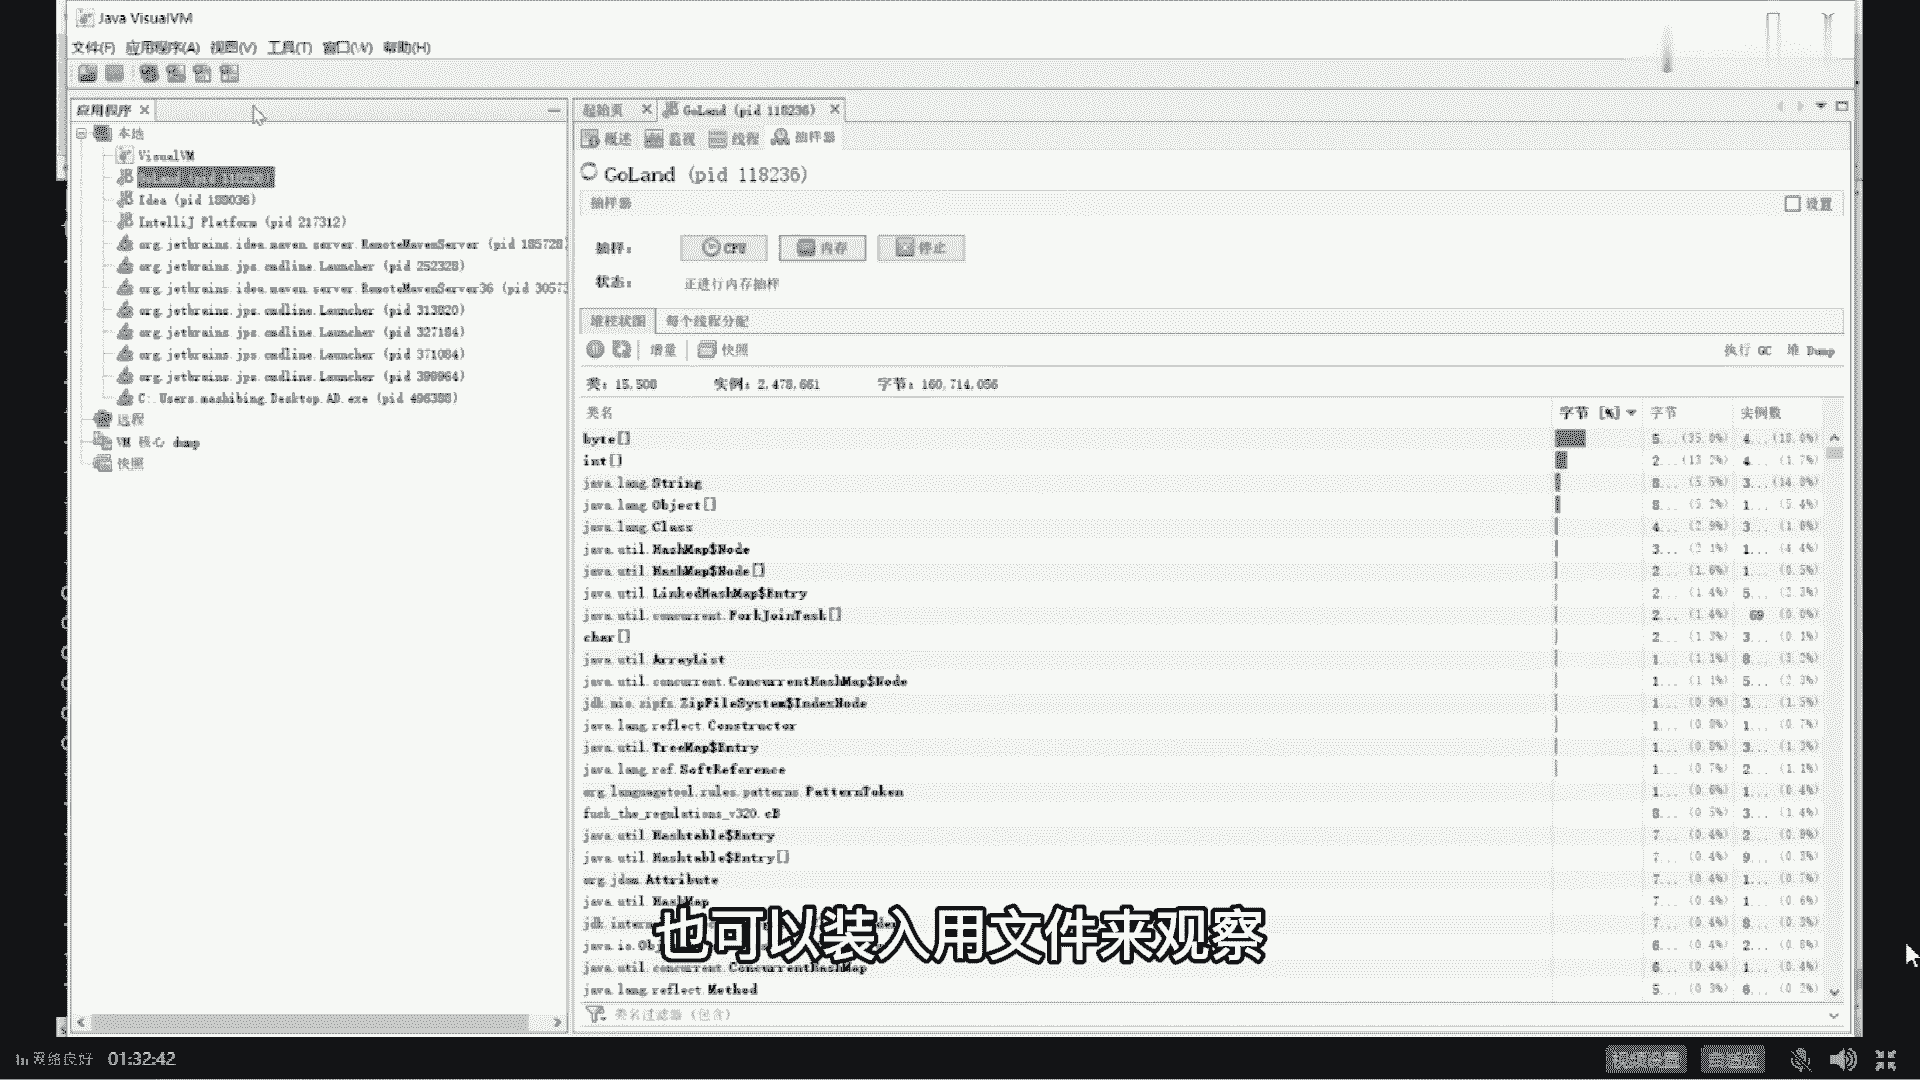 Java VisualVM
文件(F) 应用程序(A) 视图(V) 工具(T) 窗口(W) 帮助(H)
应用程序
本地
VisualVM
Idea (pid 188036)
IntelliJ Platform (pid 217312)
org.jetbrains.idea.maven.server.RemoteMavenServer (pid 185728)
org.jetbrains.jps.cmdline.Launcher (pid 252328)
org.jetbrains.idea.maven.server.RemoteMavenServer36 (pid 30573
org.jetbrains.jps.cmdline.Launcher (pid 313820)
org.jetbrains.jps.cmdline.Launcher (pid 327184)
org.jetbrains.jps.cmdline.Launcher (pid 371084)
org.jetbrains.jps.cmdline.Launcher (pid 399964)
C:.Users.mashibing.Desktop.AD.exe (pid 496388)
远程
VM 核心 dump
快照
起始页 GoLand (pid 118236)
概述 监视 线程 抽样器
GoLand (pid 118236)
抽样器 设置
抽样: CPU 内存 停止
状态: 正进行内存抽样
堆柱状图 每个线程分配
增量 快照 执行 GC 堆 Dump
类: 15,508 实例: 2,478,661 字节: 160,714,056
类名 字节 [%] 字节 实例数
byte[] 5... (35.8%) 4... (18.0%)
int[] 2... (13.2%) 4... (1.7%)
java.lang.String 8... (5.5%) 3... (14.8%)
java.lang.Object[] 8... (5.2%) 1... (5.4%)
java.lang.Class 4... (2.9%) 3... (1.6%)
java.util.HashMap$Node 3... (2.1%) 1... (4.4%)
java.util.HashMap$Node[] 2... (1.6%) 1... (0.5%)
java.util.LinkedHashMap$Entry 2... (1.4%) 5... (2.3%)
java.util.concurrent.ForkJoinTask[] 2... (1.4%) 69 (0.0%)
char[] 2... (1.3%) 3... (0.1%)
java.util.ArrayList 1... (1.1%) 8... (3.2%)
java.util.concurrent.ConcurrentHashMap$Node 1... (1.1%) 5... (2.3%)
jdk.nio.zipfs.ZipFileSystem$IndexNode 1... (0.9%) 3... (1.5%)
java.lang.reflect.Constructor 1... (0.8%) 1... (0.7%)
java.util.TreeMap$Entry 1... (0.8%) 3... (1.3%)
java.lang.ref.SoftReference 1... (0.7%) 2... (1.1%)
org.languagetool.rules.patterns.PatternToken 1... (0.6%) 1... (0.4%)
fuck_the_regulations_v320.cB 8... (0.5%) 3... (1.4%)
java.util.Hashtable$Entry 7... (0.4%) 2... (0.9%)
java.util.Hashtable$Entry[] 7... (0.4%) 9... (0.3%)
org.jdom.Attribute 7... (0.4%) 1... (0.7%)
java.util.HashMap 7... (0.4%) 1... (0.6%)
7... (0.4%) 8... (0.3%)
6... (0.4%) 2... (0.8%)
java.util.concurrent.ConcurrentHashMap 6... (0.4%) 1... (0.4%)
java.lang.reflect.Method 5... (0.3%) 6... (0.2%)
也可以装入用文件来观察
类名过滤器 (包含)
网络良好 01:32:42 视频设置 自适应